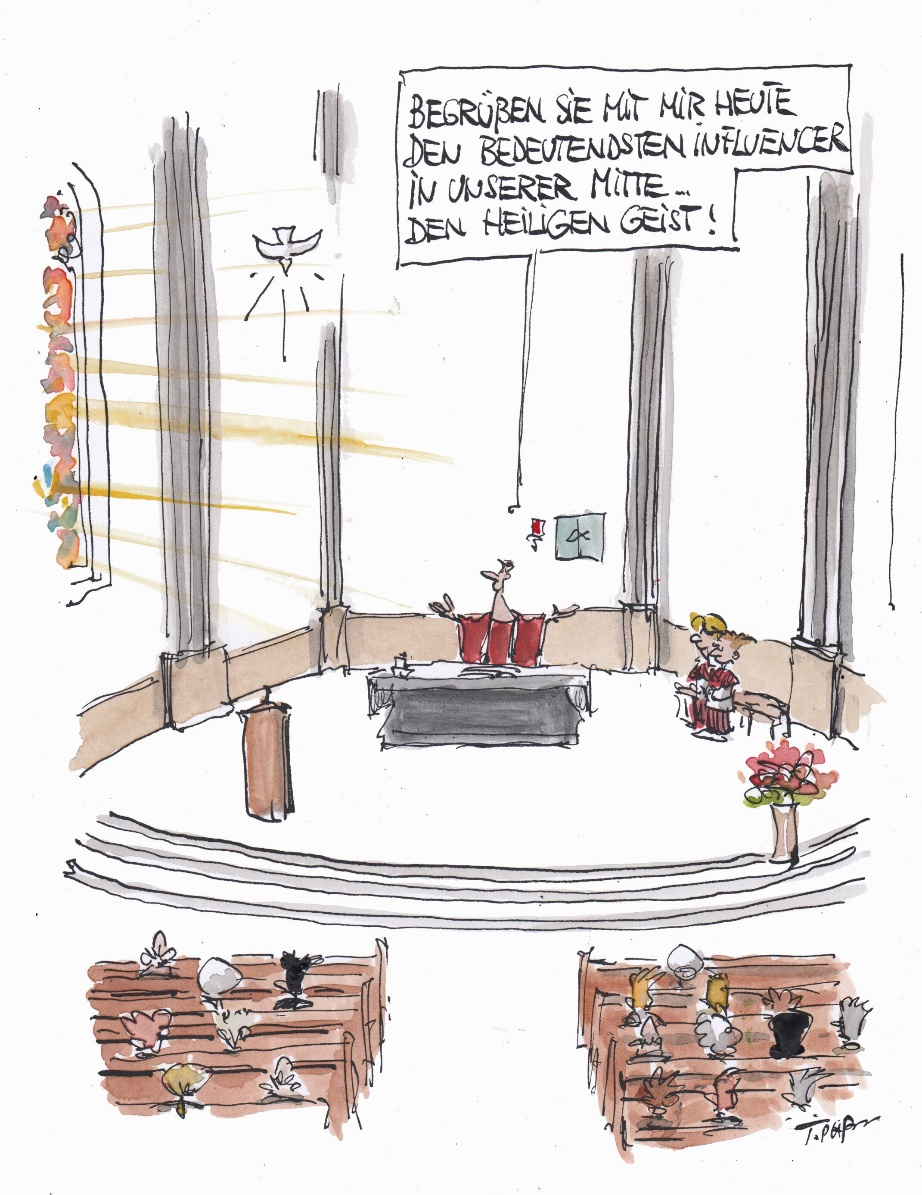 BEGRÜßEN SIE MIT MIR HEUTE
DEN BEDEUTENDSTEN INFLUENCER
IN UNSERER MITTE...
DEN HEILIGEN GEIST!